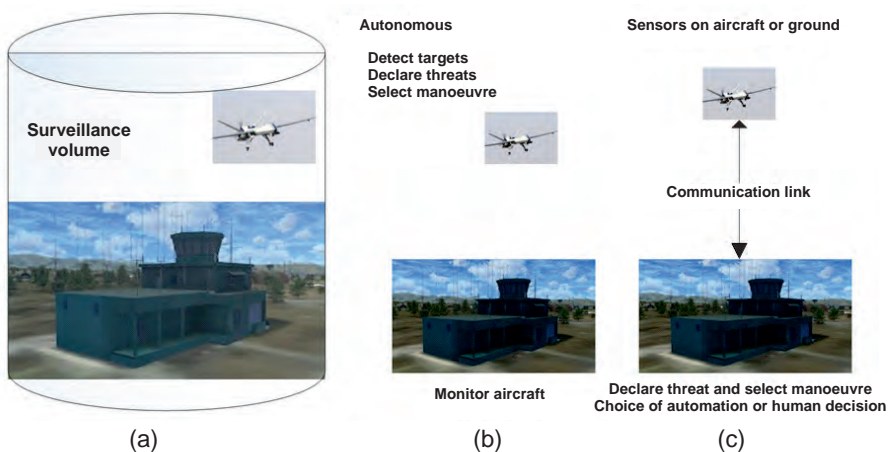 Surveillance
volume
(a)
Autonomous
Detect targets
Declare threats
Select manoeuvre
Monitor aircraft
(b)
Sensors on aircraft or ground
Communication link
Declare threat and select manoeuvre
Choice of automation or human decision
(c)